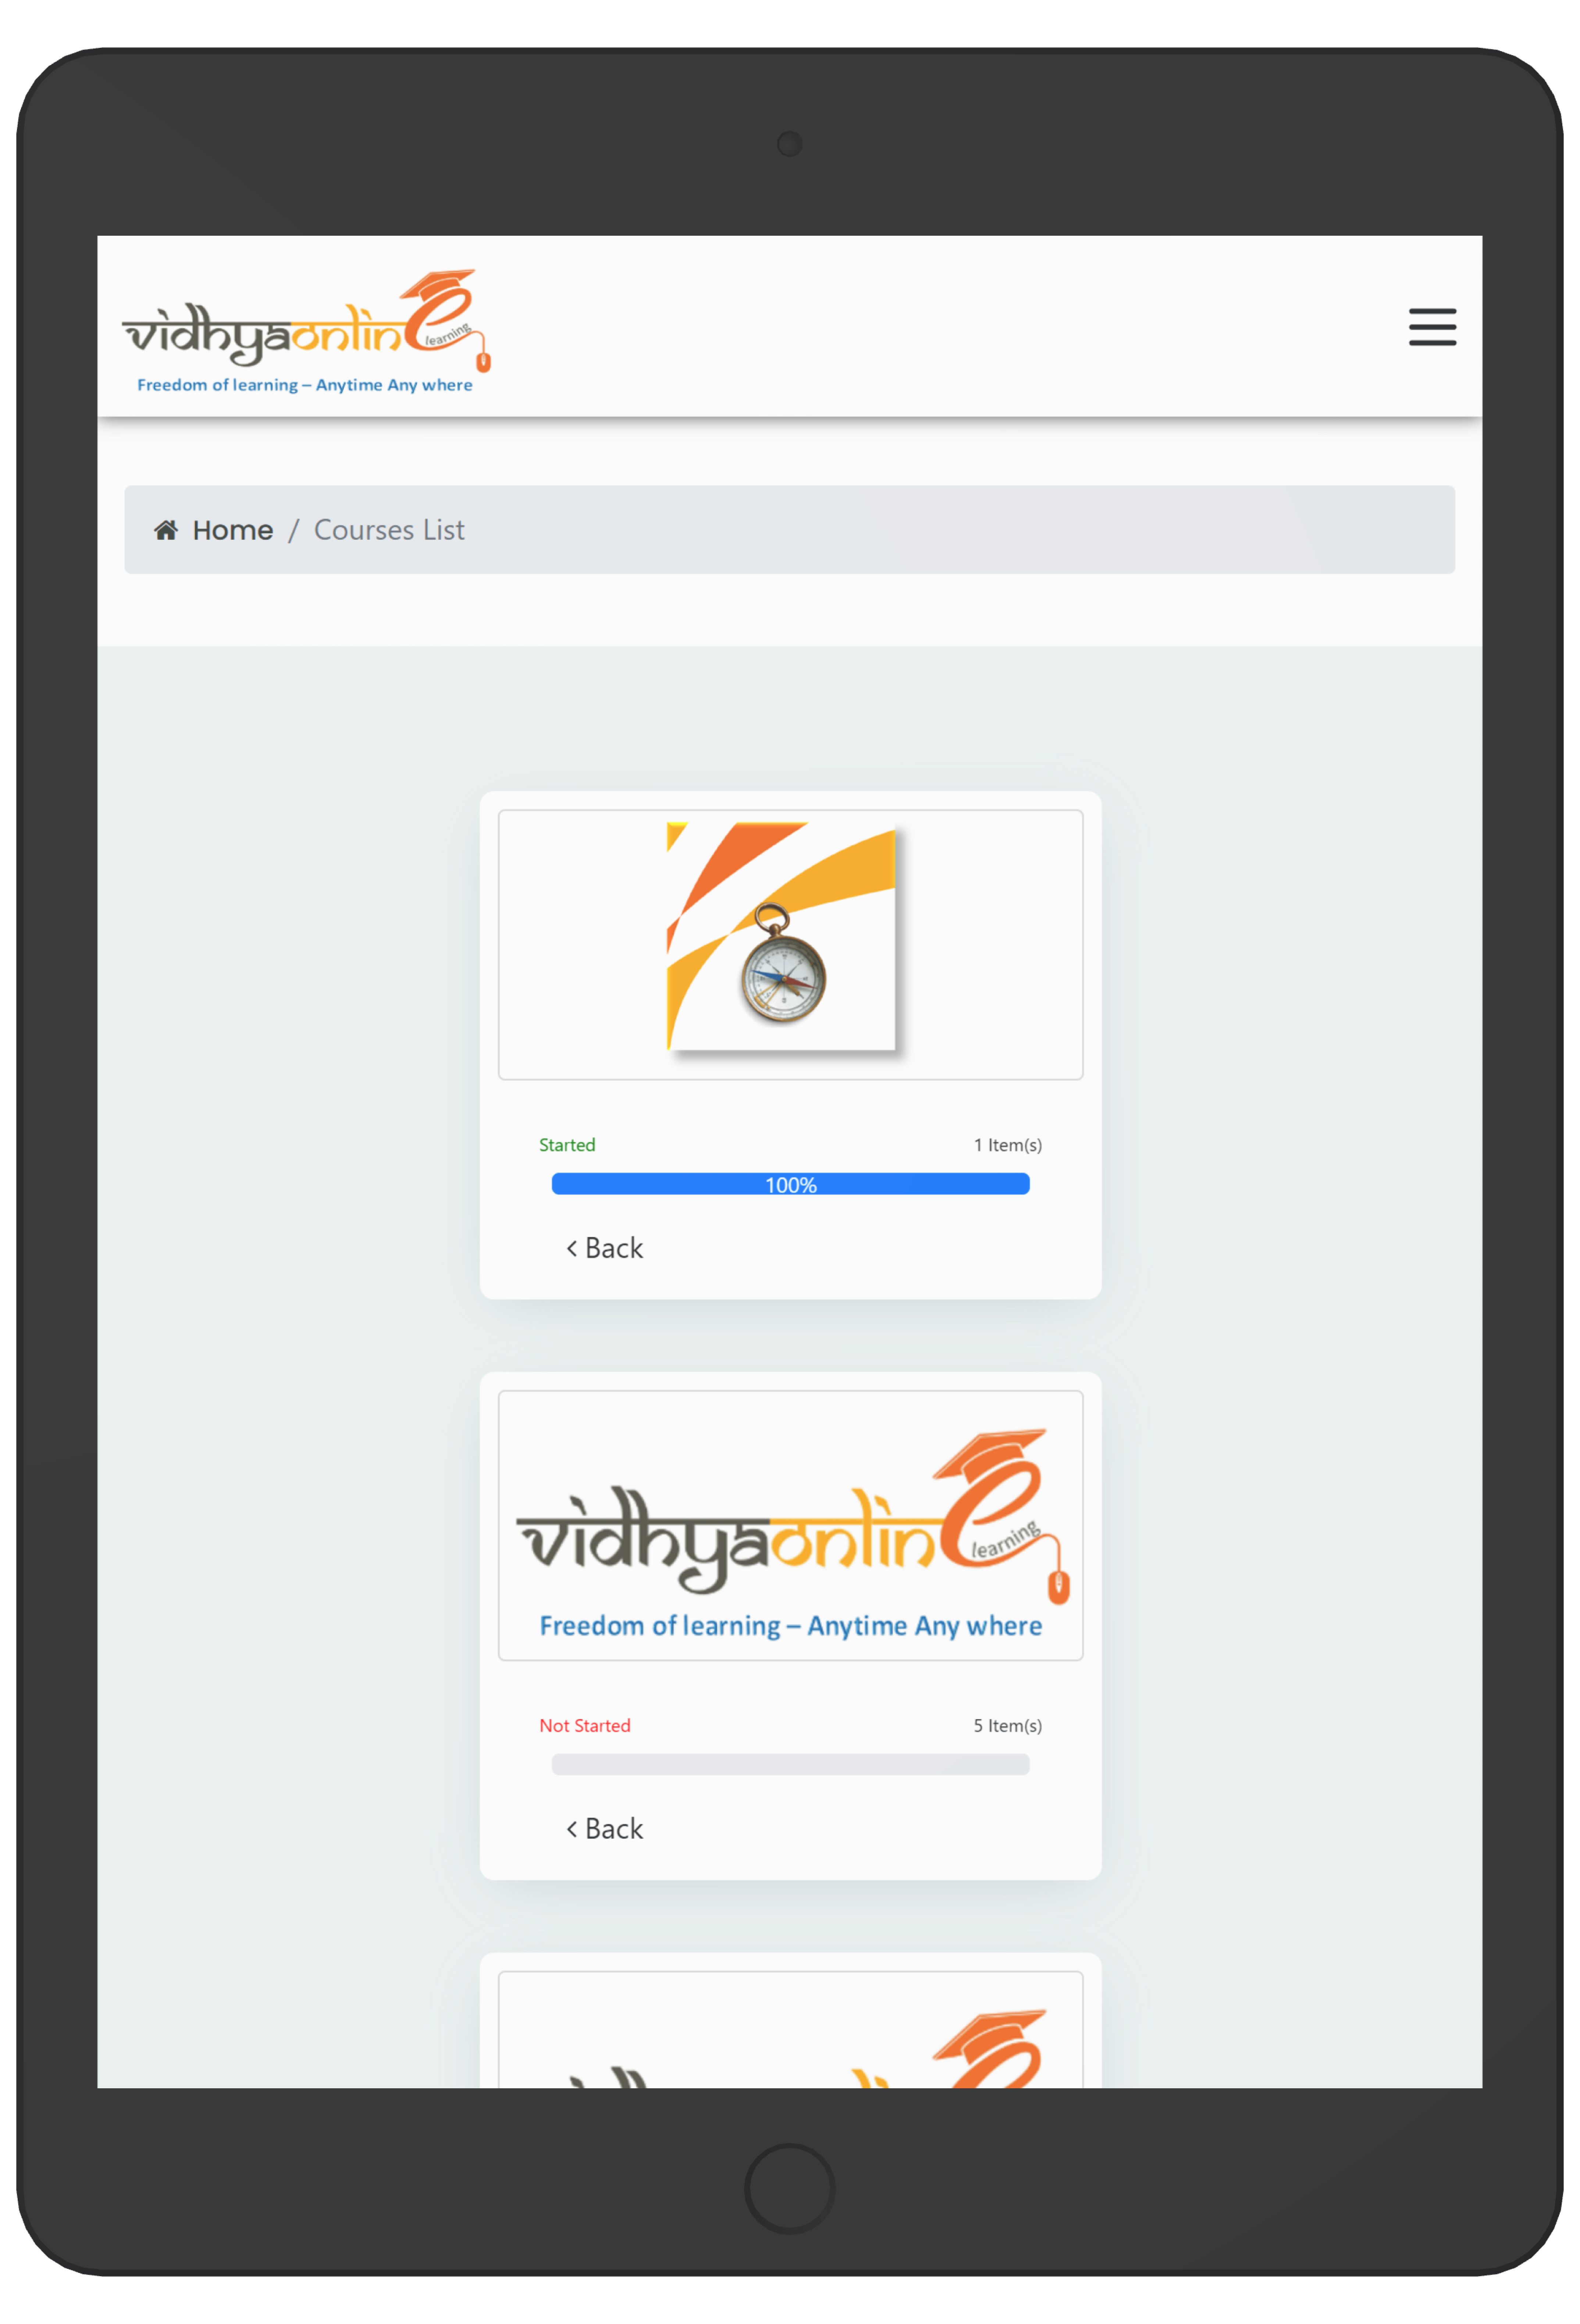 vidhyaonline
learning
Freedom of learning – Anytime Any where
Home / Courses List
Started 1 Item(s)
100%
< Back
vidhyaonline
learning
Freedom of learning – Anytime Any where
Not Started 5 Item(s)
< Back